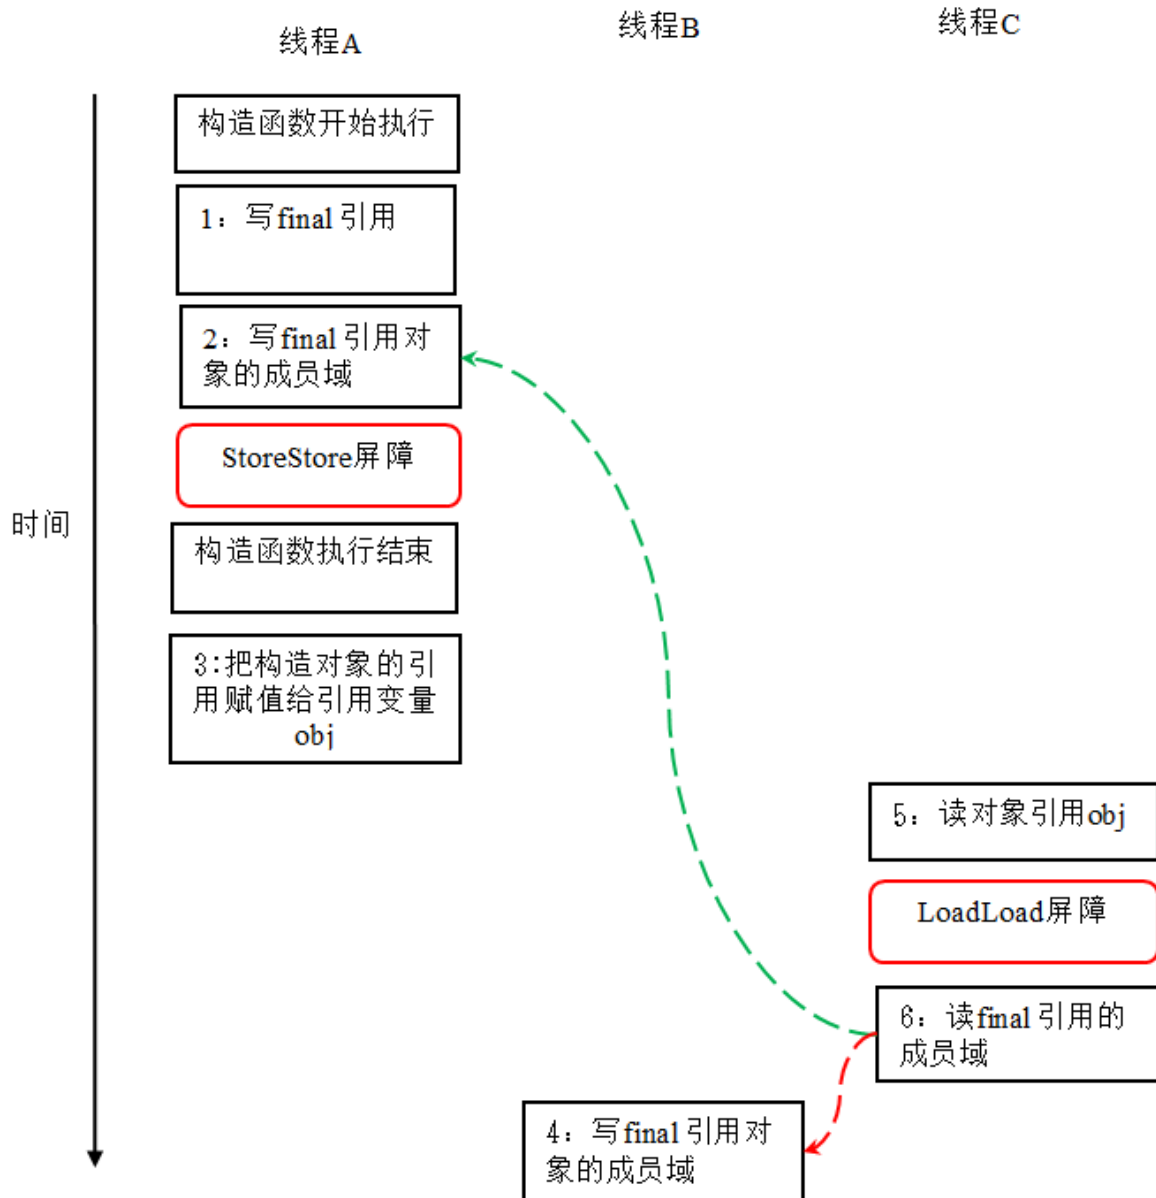 线程A
线程B
线程C
构造函数开始执行
1：写final 引用
2：写final 引用对
象的成员域
StoreStore屏障
时间
构造函数执行结束
3:把构造对象的引
用赋值给引用变量
obj
5：读对象引用obj
LoadLoad屏障
6：读final 引用的
成员域
4：写final 引用对
象的成员域